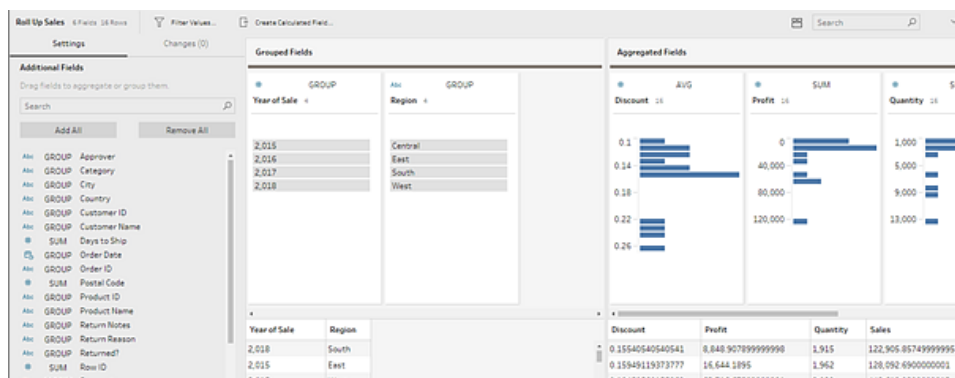 Roll Up Sales 6 Fields 16 Rows Filter Values... Create Calculated Field... Search
Settings Changes (0)
Additional Fields
Drag fields to aggregate or group them.
Search
Add All Remove All
Abc GROUP Approver
Abc GROUP Category
Abc GROUP City
Abc GROUP Country
Abc GROUP Customer ID
Abc GROUP Customer Name
SUM Days to Ship
GROUP Order Date
Abc GROUP Order ID
SUM Postal Code
Abc GROUP Product ID
Abc GROUP Product Name
Abc GROUP Return Notes
Abc GROUP Return Reason
Abc GROUP Returned?
SUM Row ID
Grouped Fields
GROUP
Year of Sale 4
2,015
2,016
2,017
2,018
Abc GROUP
Region 4
Central
East
South
West
Year of Sale Region
2,018 South
2,015 East
Aggregated Fields
AVG
Discount 16
0.1
0.14
0.18
0.22
0.26
SUM
Profit 16
0
40,000
80,000
120,000
S
Quantity 16
1,000
5,000
9,000
13,000
Discount Profit Quantity Sales
0.15540540540541 8,848.907899999998 1,915 122,905.85749999995
0.15949119373777 16,644.1895 1,962 128,092.6900000001